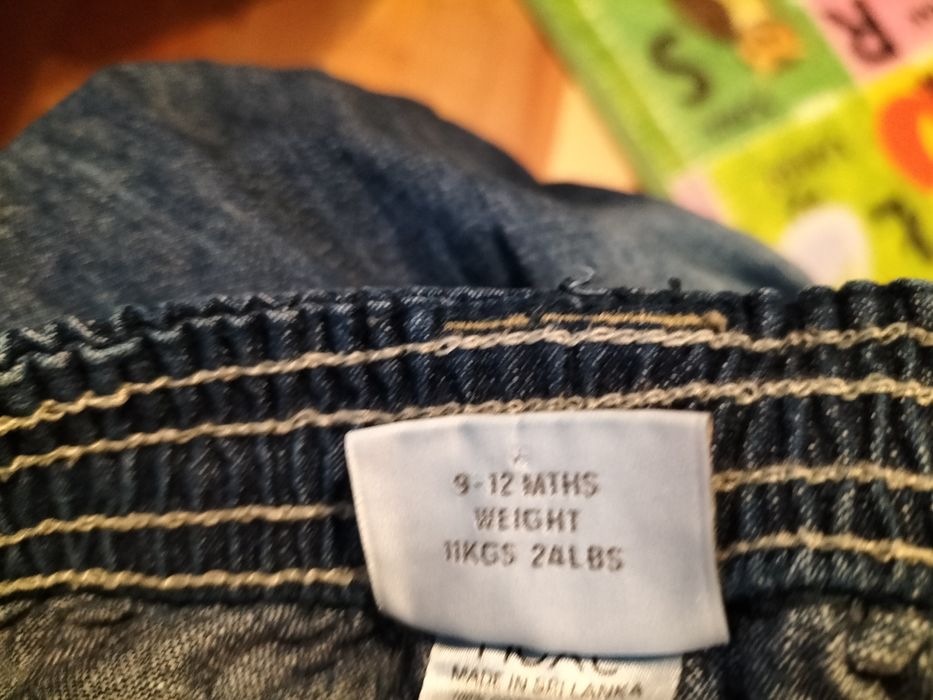 9-12 MTHS
WEIGHT
11KGS 24LBS
MADE IN SRI LANKA
S
R